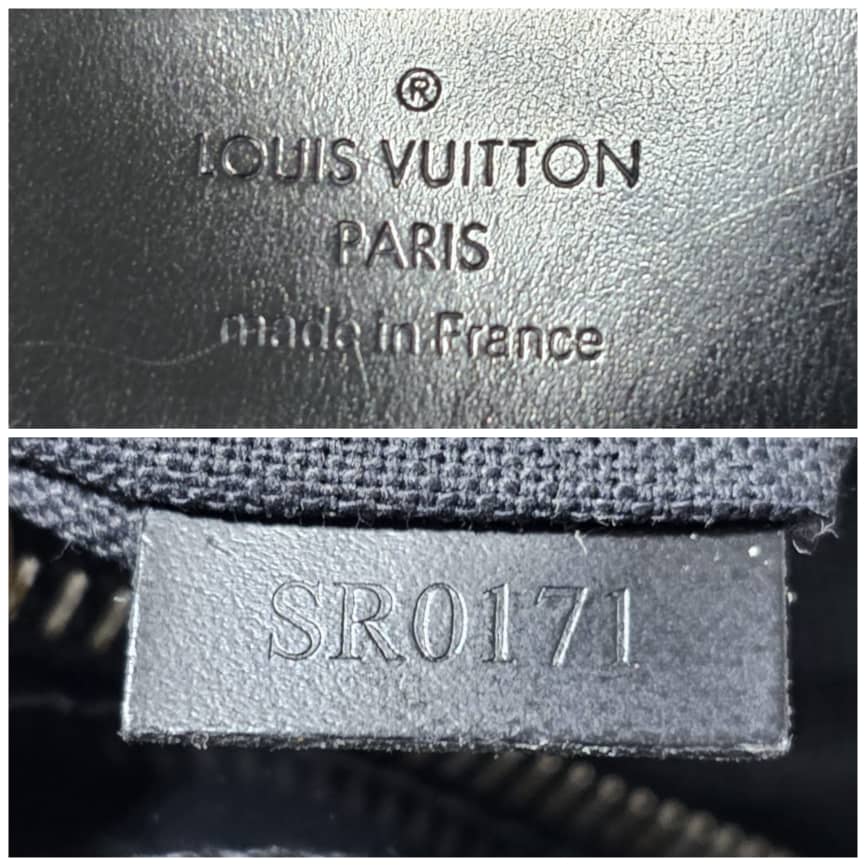 ®
LOUIS VUITTON
PARIS
made in France
SR0171